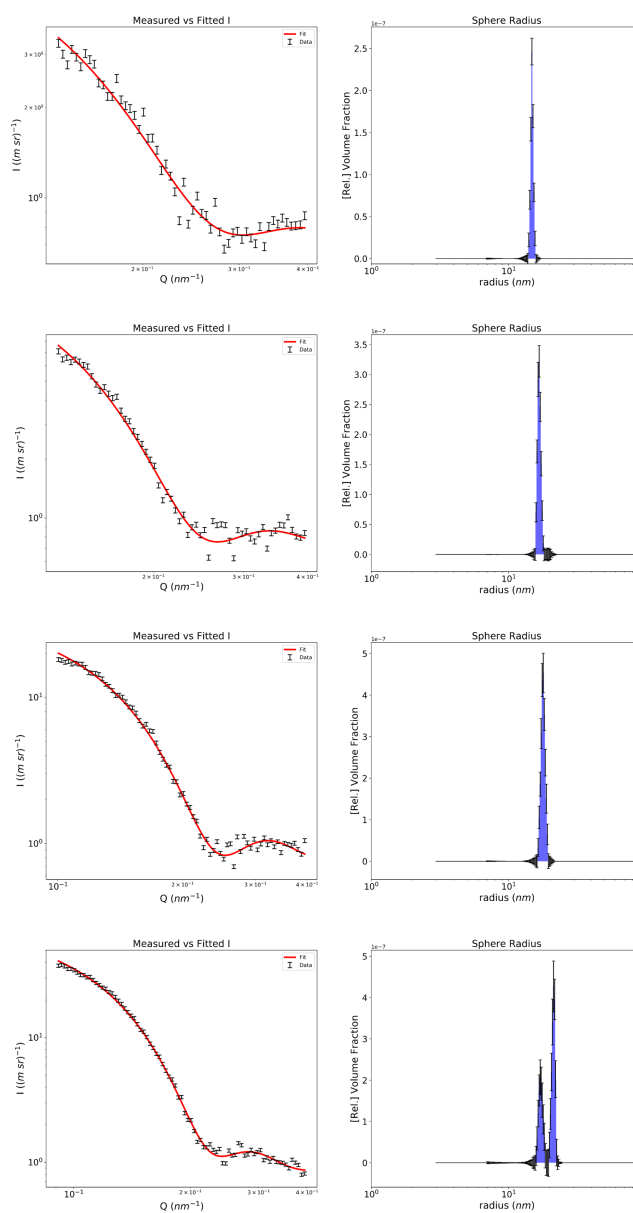 Measured vs Fitted I
Fit
Data
3 × 10⁰
2 × 10⁰
10⁰
I ((m sr)⁻¹)
2 × 10⁻¹
3 × 10⁻¹
4 × 10⁻¹
Q (nm⁻¹)
Sphere Radius
1e−7
2.5
2.0
1.5
1.0
0.5
0.0
[Rel.] Volume Fraction
10⁰
10¹
radius (nm)
Measured vs Fitted I
Fit
Data
10⁰
I ((m sr)⁻¹)
2 × 10⁻¹
3 × 10⁻¹
4 × 10⁻¹
Q (nm⁻¹)
Sphere Radius
1e−7
3.5
3.0
2.5
2.0
1.5
1.0
0.5
0.0
[Rel.] Volume Fraction
10⁰
10¹
radius (nm)
Measured vs Fitted I
Fit
Data
10¹
10⁰
I ((m sr)⁻¹)
10⁻¹
2 × 10⁻¹
3 × 10⁻¹
4 × 10⁻¹
Q (nm⁻¹)
Sphere Radius
1e−7
5
4
3
2
1
0
[Rel.] Volume Fraction
10⁰
10¹
radius (nm)
Measured vs Fitted I
Fit
Data
10¹
10⁰
I ((m sr)⁻¹)
10⁻¹
2 × 10⁻¹
3 × 10⁻¹
4 × 10⁻¹
Q (nm⁻¹)
Sphere Radius
1e−7
5
4
3
2
1
0
[Rel.] Volume Fraction
10⁰
10¹
radius (nm)